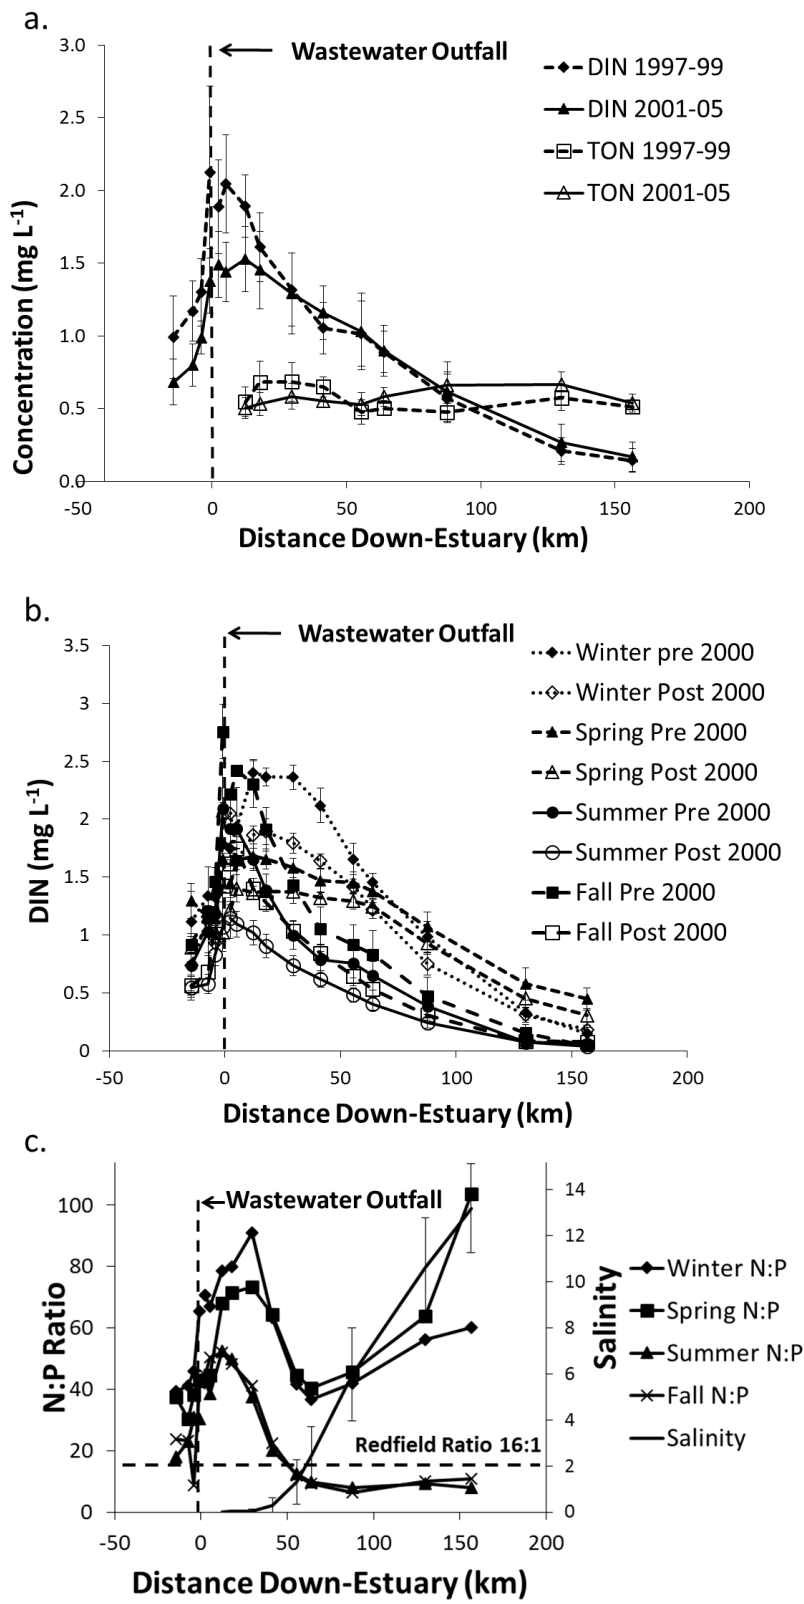 a.
Wastewater Outfall
3.0
2.5
2.0
1.5
1.0
0.5
0.0
Concentration (mg L-1)
DIN 1997-99
DIN 2001-05
TON 1997-99
TON 2001-05
-50
0
50
100
150
200
Distance Down-Estuary (km)
b.
Wastewater Outfall
3.5
3
2.5
2
1.5
1
0.5
0
DIN (mg L-1)
Winter pre 2000
Winter Post 2000
Spring Pre 2000
Spring Post 2000
Summer Pre 2000
Summer Post 2000
Fall Pre 2000
Fall Post 2000
-50
0
50
100
150
200
Distance Down-Estuary (km)
c.
Wastewater Outfall
100
80
60
40
20
0
N:P Ratio
14
12
10
8
6
4
2
0
Salinity
Winter N:P
Spring N:P
Summer N:P
Fall N:P
Salinity
Redfield Ratio 16:1
-50
0
50
100
150
200
Distance Down-Estuary (km)